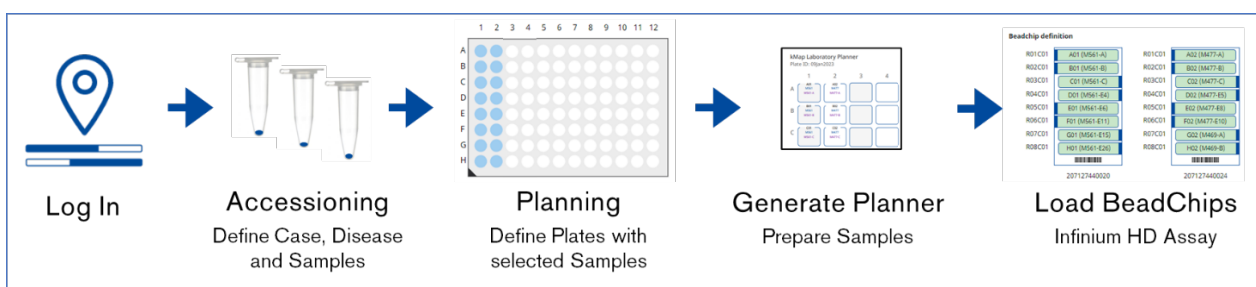 1 2 3 4 5 6 7 8 9 10 11 12
A
B
C
D
E
F
G
H
kMap Laboratory Planner
1 2 3 4
A
B
C
Beadchip definition
R01C01 A01 (M561-A) R01C01 A02 (M477-A)
R02C01 B01 (M561-B) R02C01 B02 (M477-B)
R03C01 C01 (M561-C) R03C01 C02 (M477-C)
R04C01 D01 (M561-E4) R04C01 D02 (M477-E5)
R05C01 E01 (M561-E6) R05C01 E02 (M477-E8)
R06C01 F01 (M561-E11) R06C01 F02 (M477-E10)
R07C01 G01 (M561-E15) R07C01 G02 (M469-A)
R08C01 H01 (M561-E26) R08C01 H02 (M469-B)
207127440020 207127440024
Log In
Accessioning
Define Case, Disease
and Samples
Planning
Define Plates with
selected Samples
Generate Planner
Prepare Samples
Load BeadChips
Infinium HD Assay